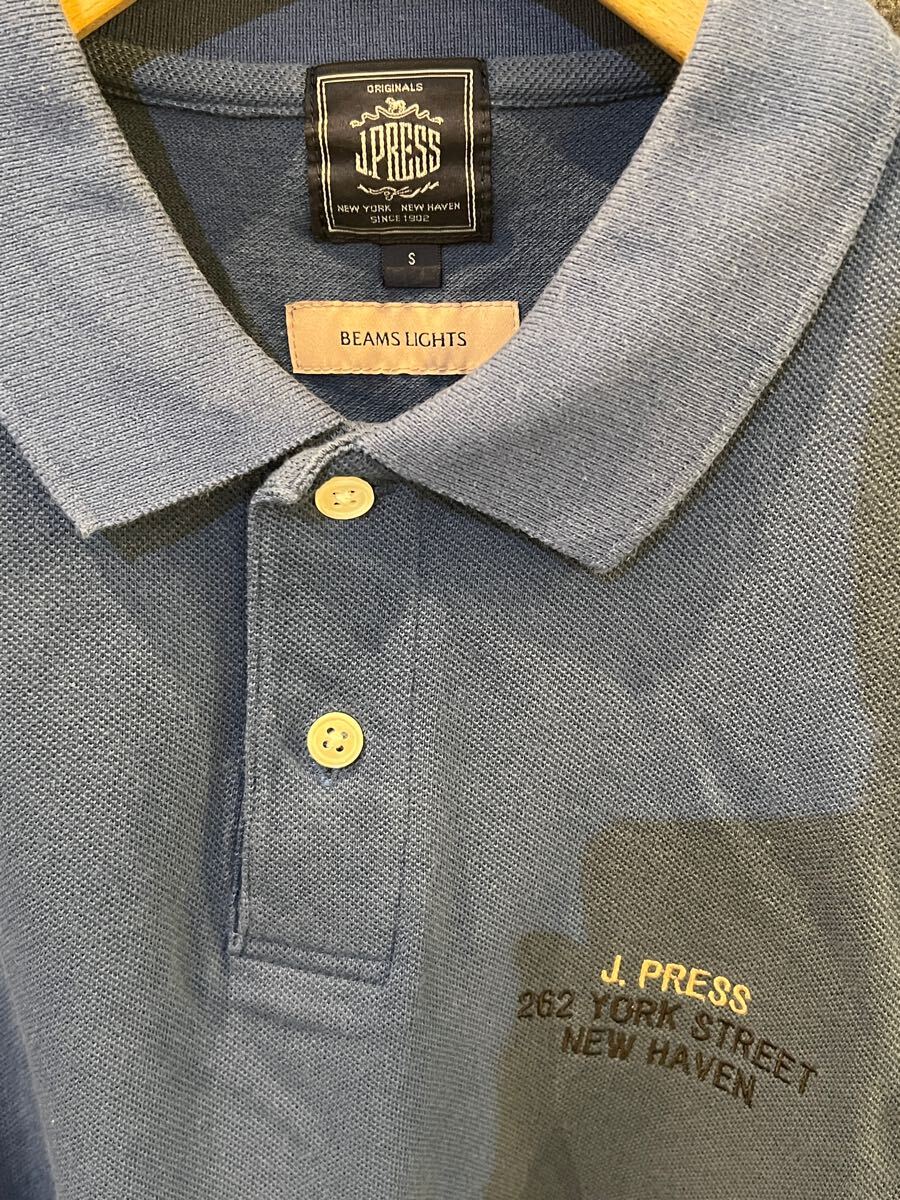 ORIGINALS
J.PRESS
NEW YORK NEW HAVEN
SINCE 1902
S
BEAMS LIGHTS
J. PRESS
262 YORK STREET
NEW HAVEN